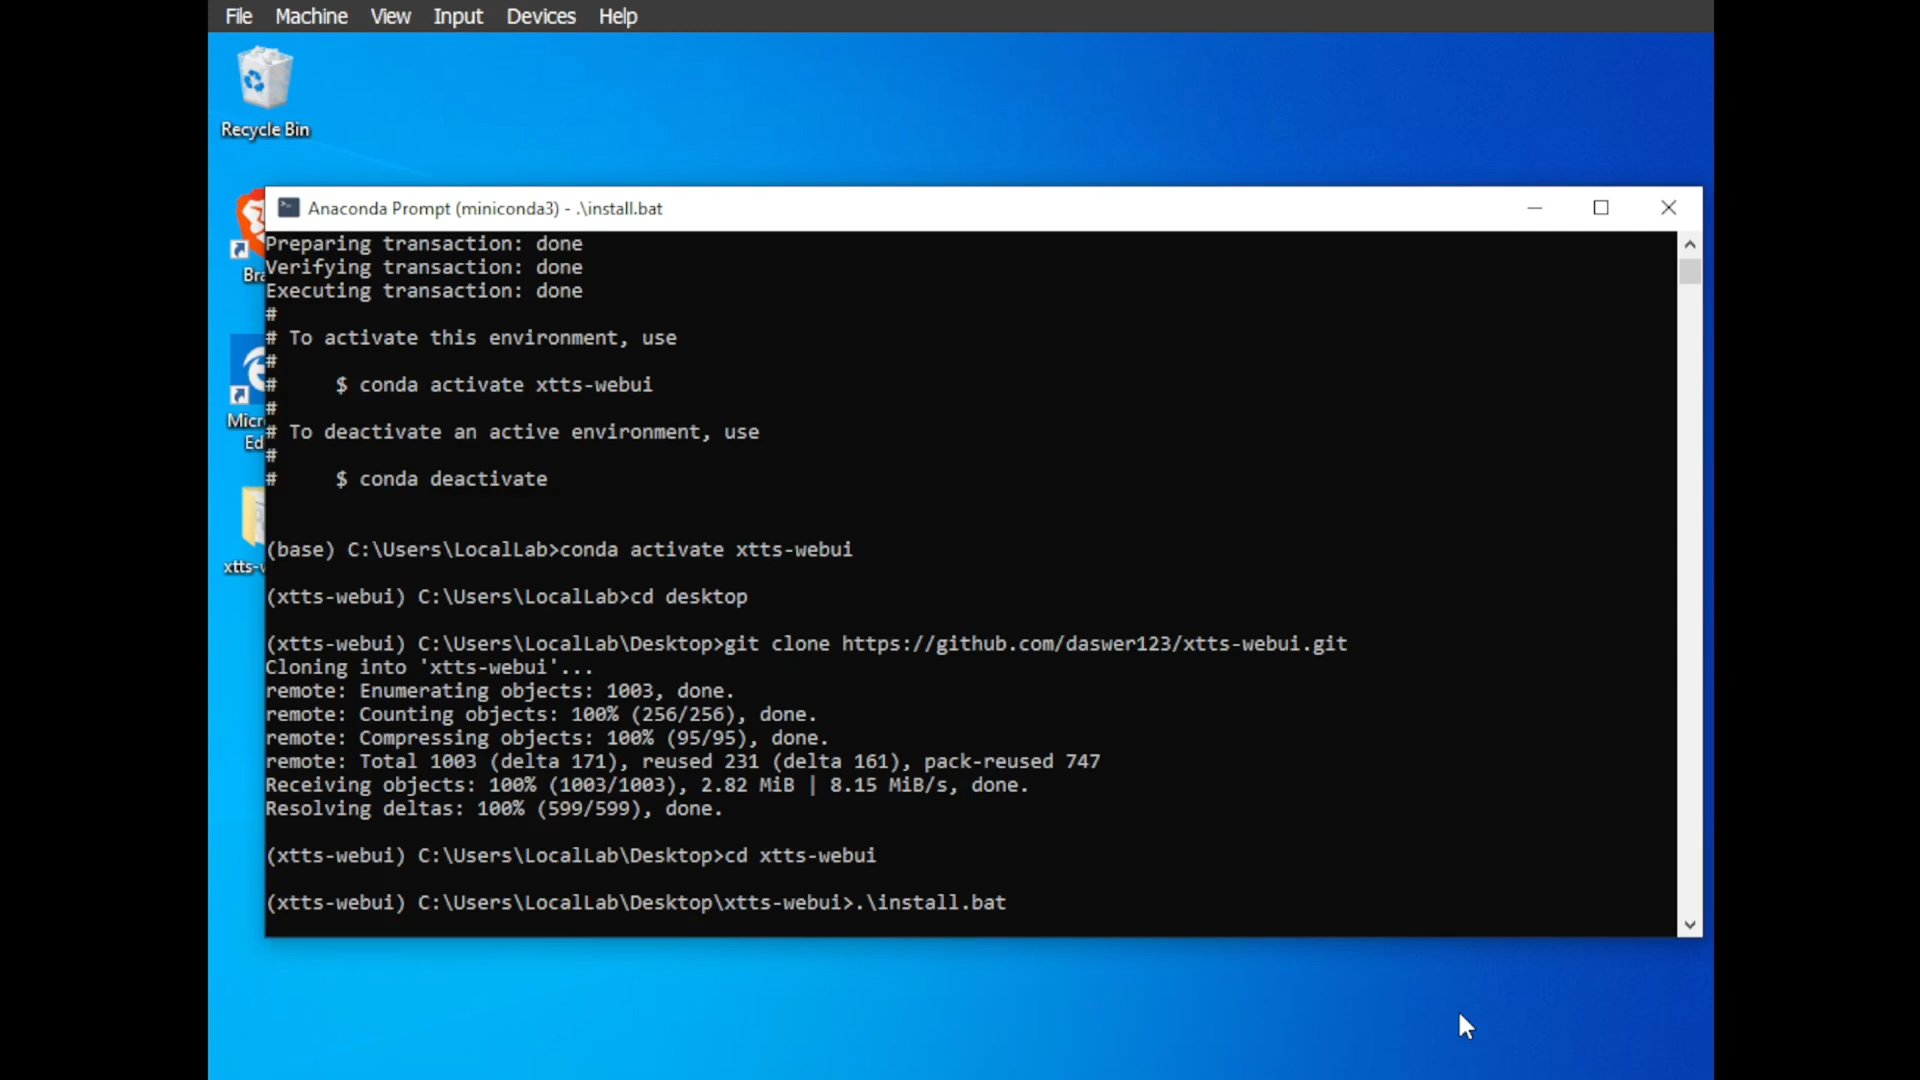 File Machine View Input Devices Help
Recycle Bin
Anaconda Prompt (miniconda3) - .\install.bat
Preparing transaction: done
Verifying transaction: done
Executing transaction: done
#
# To activate this environment, use
#
#     $ conda activate xtts-webui
#
# To deactivate an active environment, use
#
#     $ conda deactivate
(base) C:\Users\LocalLab>conda activate xtts-webui
(xtts-webui) C:\Users\LocalLab>cd desktop
(xtts-webui) C:\Users\LocalLab\Desktop>git clone https://github.com/daswer123/xtts-webui.git
Cloning into 'xtts-webui'...
remote: Enumerating objects: 1003, done.
remote: Counting objects: 100% (256/256), done.
remote: Compressing objects: 100% (95/95), done.
remote: Total 1003 (delta 171), reused 231 (delta 161), pack-reused 747
Receiving objects: 100% (1003/1003), 2.82 MiB | 8.15 MiB/s, done.
Resolving deltas: 100% (599/599), done.
(xtts-webui) C:\Users\LocalLab\Desktop>cd xtts-webui
(xtts-webui) C:\Users\LocalLab\Desktop\xtts-webui>.\install.bat